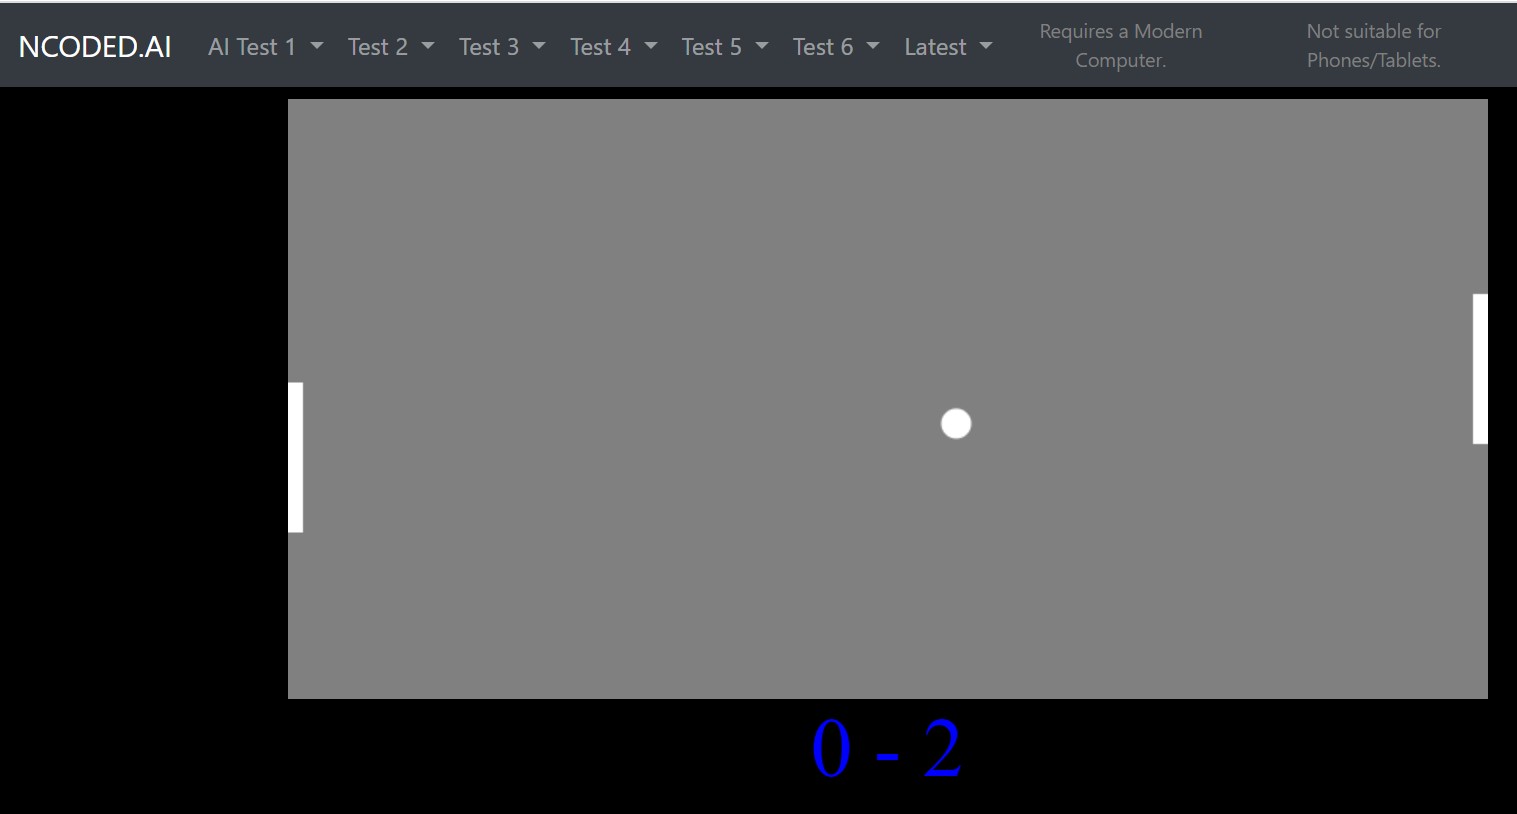 NCODED.AI AI Test 1 Test 2 Test 3 Test 4 Test 5 Test 6 Latest
Requires a Modern
Computer.
Not suitable for
Phones/Tablets.
0 - 2